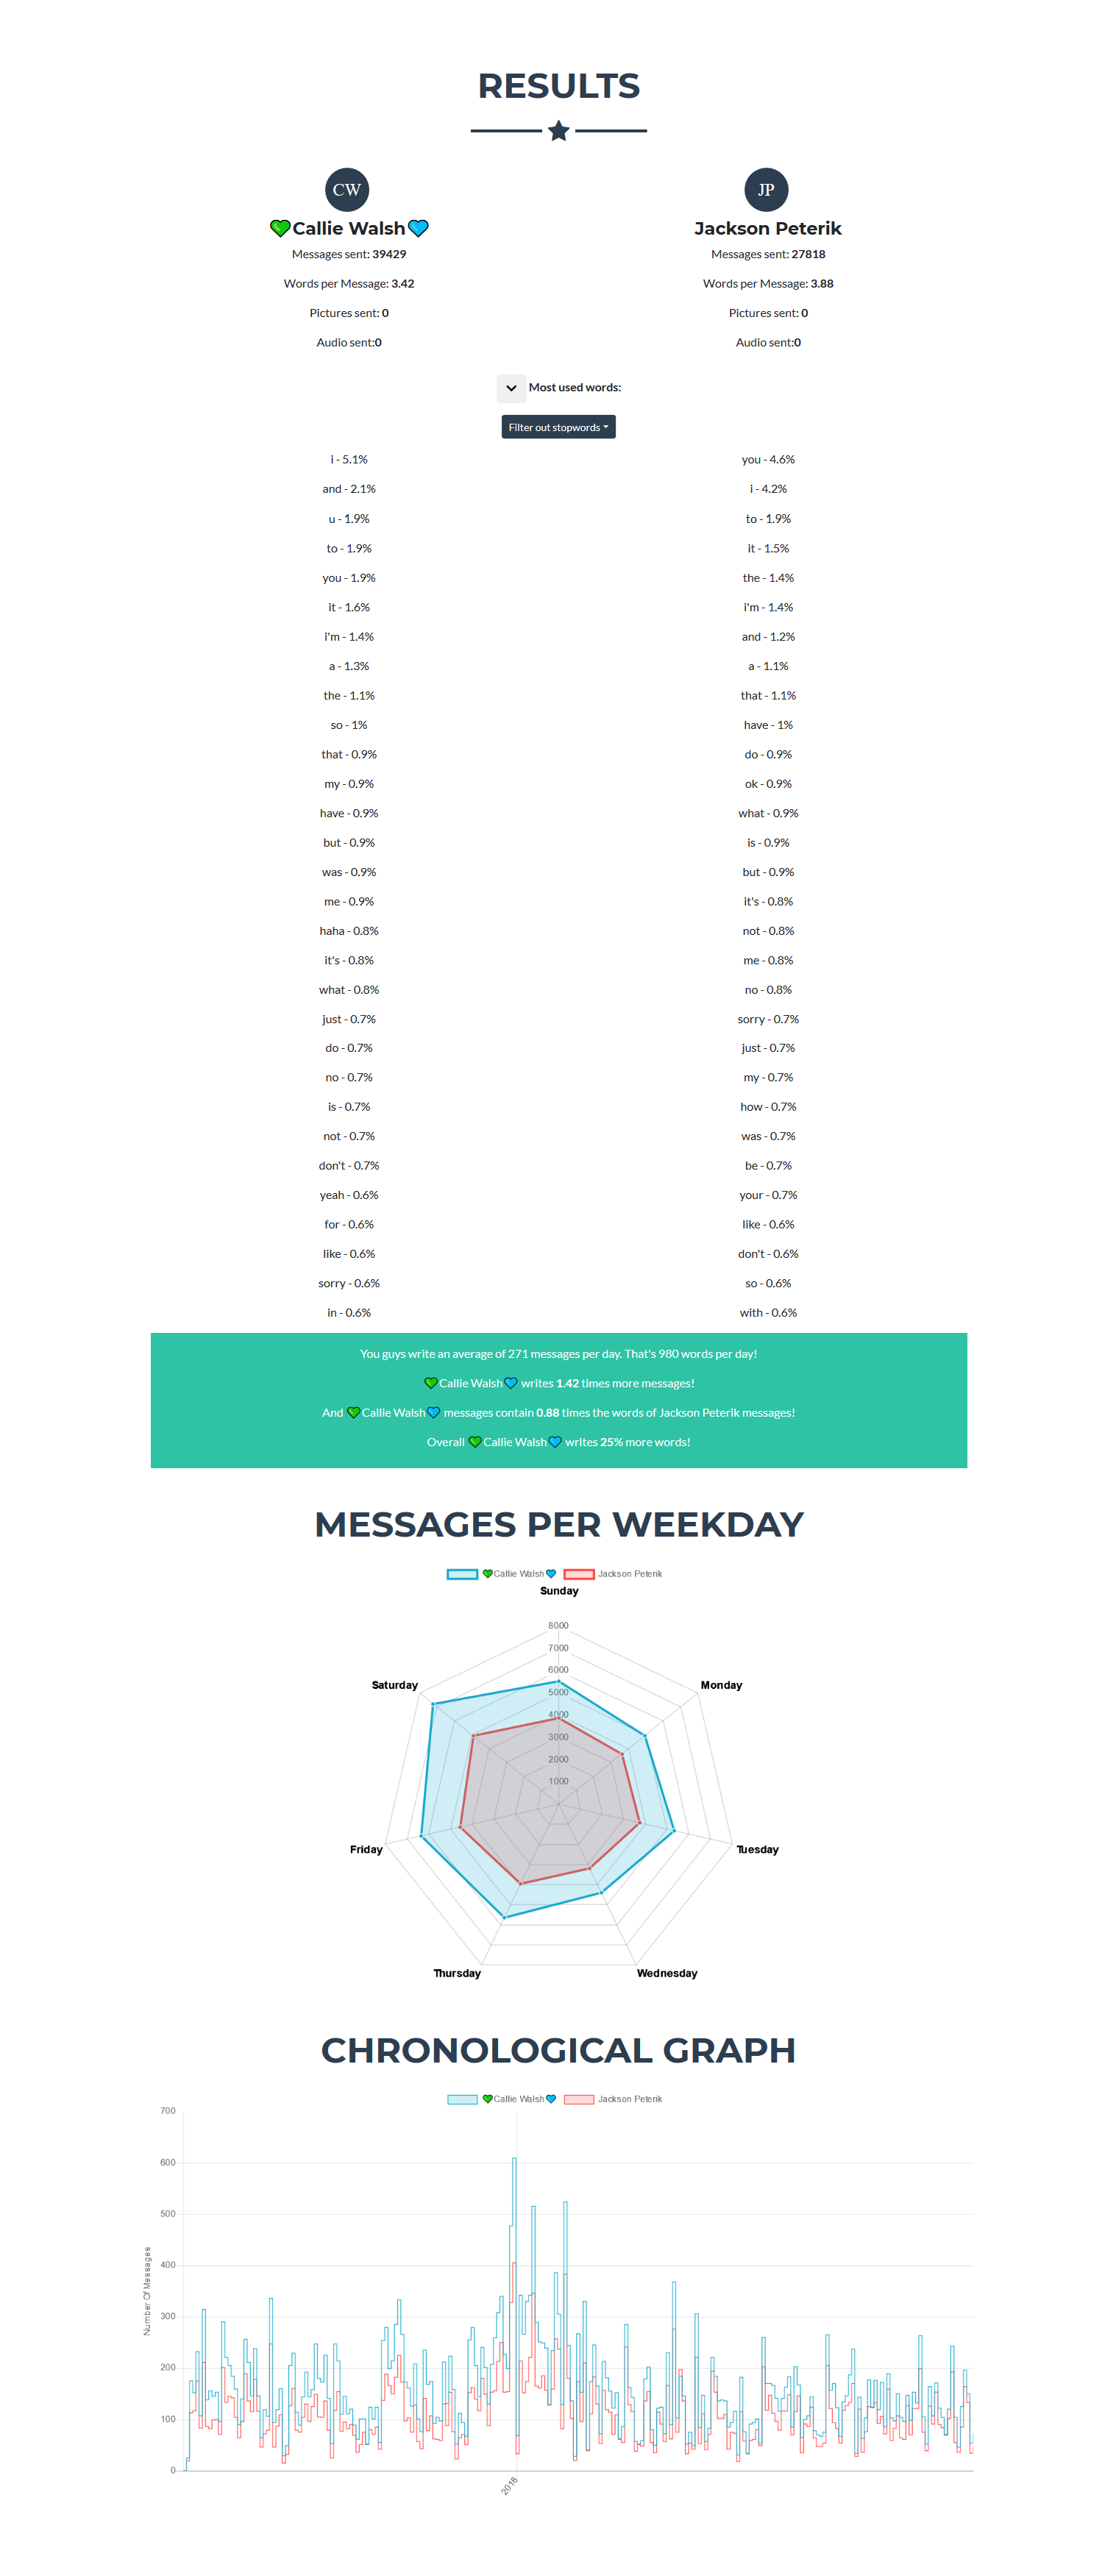 RESULTS
CW JP
Callie Walsh Jackson Peterik
Messages sent: 39429 Messages sent: 27818
Words per Message: 3.42 Words per Message: 3.88
Pictures sent: 0 Pictures sent: 0
Audio sent:0 Audio sent:0
Most used words:
Filter out stopwords
i - 5.1% you - 4.6%
and - 2.1% i - 4.2%
u - 1.9% to - 1.9%
to - 1.9% it - 1.5%
you - 1.9% the - 1.4%
it - 1.6% i'm - 1.4%
i'm - 1.4% and - 1.2%
a - 1.3% a - 1.1%
the - 1.1% that - 1.1%
so - 1% have - 1%
that - 0.9% do - 0.9%
my - 0.9% ok - 0.9%
have - 0.9% what - 0.9%
but - 0.9% is - 0.9%
was - 0.9% but - 0.9%
me - 0.9% it's - 0.8%
haha - 0.8% not - 0.8%
it's - 0.8% me - 0.8%
what - 0.8% no - 0.8%
just - 0.7% sorry - 0.7%
do - 0.7% just - 0.7%
no - 0.7% my - 0.7%
is - 0.7% how - 0.7%
not - 0.7% was - 0.7%
don't - 0.7% be - 0.7%
yeah - 0.6% your - 0.7%
for - 0.6% like - 0.6%
like - 0.6% don't - 0.6%
sorry - 0.6% so - 0.6%
in - 0.6% with - 0.6%
You guys write an average of 271 messages per day. That's 980 words per day!
Callie Walsh writes 1.42 times more messages!
And Callie Walsh messages contain 0.88 times the words of Jackson Peterik messages!
Overall Callie Walsh writes 25% more words!
MESSAGES PER WEEKDAY
Callie Walsh Jackson Peterik
Sunday
8000
7000
6000
Saturday 5000 Monday
4000
3000
2000
1000
Friday Tuesday
Thursday Wednesday
CHRONOLOGICAL GRAPH
Callie Walsh Jackson Peterik
700
600
500
400
Number Of Messages
300
200
100
0
2018